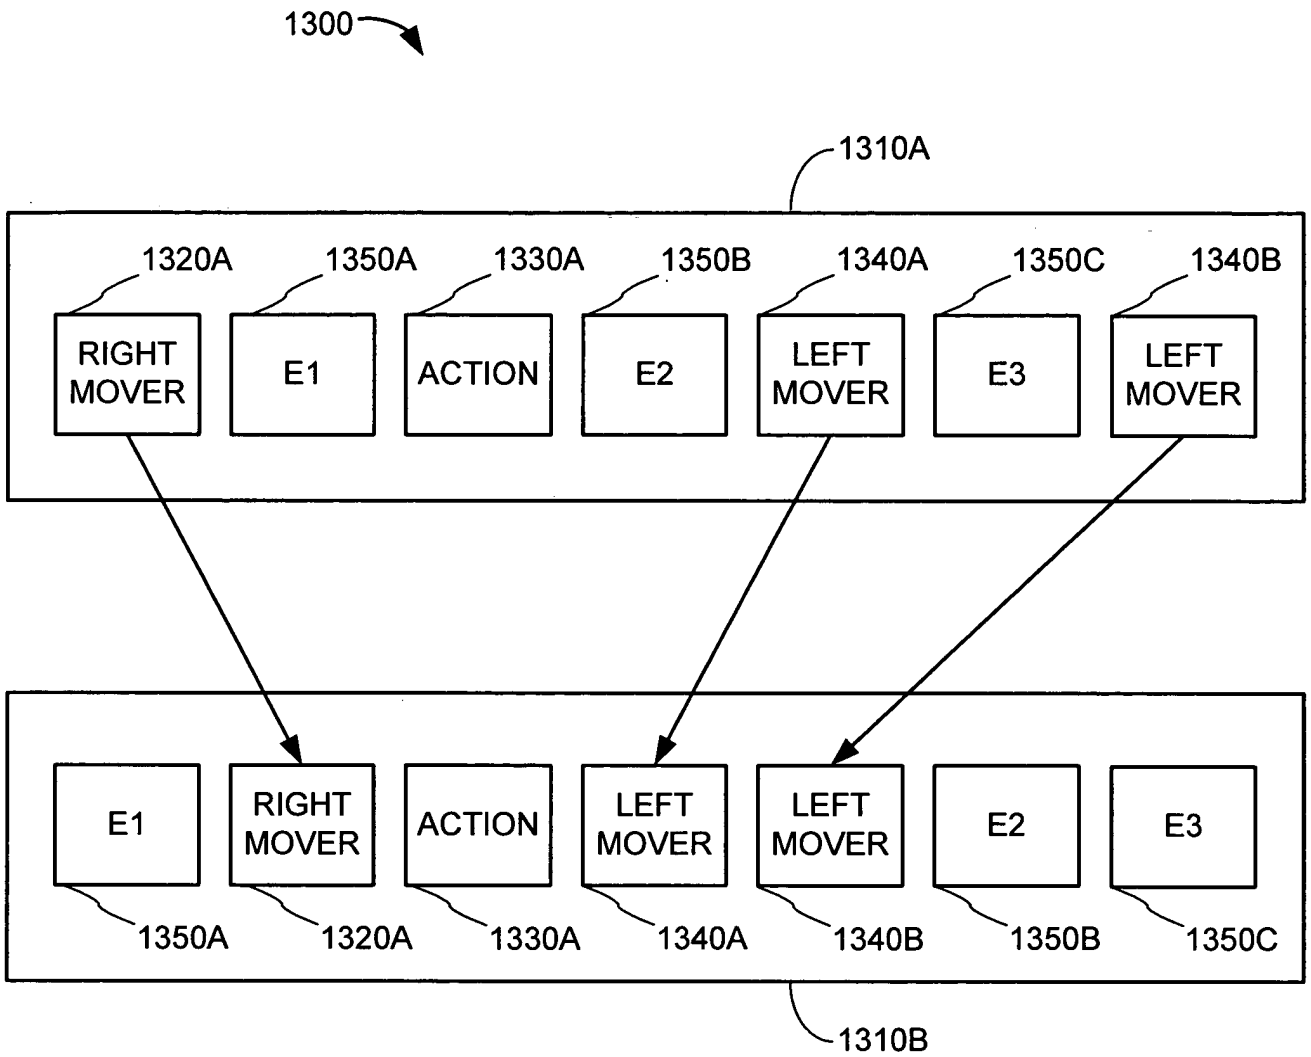 1300
1310A
1320A 1350A 1330A 1350B 1340A 1350C 1340B
RIGHT MOVER
E1
ACTION
E2
LEFT MOVER
E3
LEFT MOVER
E1
RIGHT MOVER
ACTION
LEFT MOVER
LEFT MOVER
E2
E3
1350A 1320A 1330A 1340A 1340B 1350B 1350C
1310B